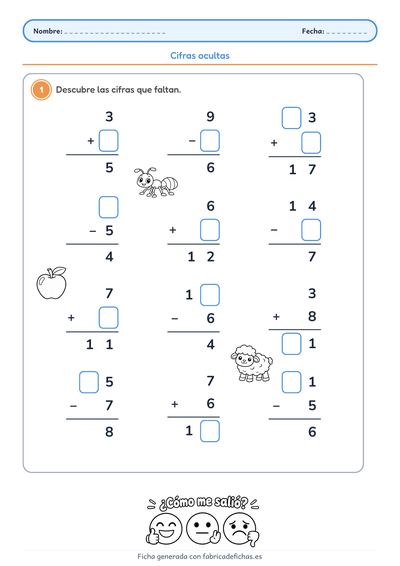 Nombre: _ _ _ _ _ _ _ _ _ _ _ _ _ _ _ _ _ _ _ Fecha: _ _ _ _ _ _ _ _
Cifras ocultas
1 Descubre las cifras que faltan.
3 9 3
+ − +
5 6 1 7
6 1 4
− 5 + −
4 1 2 7
7 1 3
+ − 6 + 8
1 1 4 1
5 7 1
− 7 + 6 − 5
8 1 6
¿Cómo me salió?
Ficha generada con fabricadefichas.es